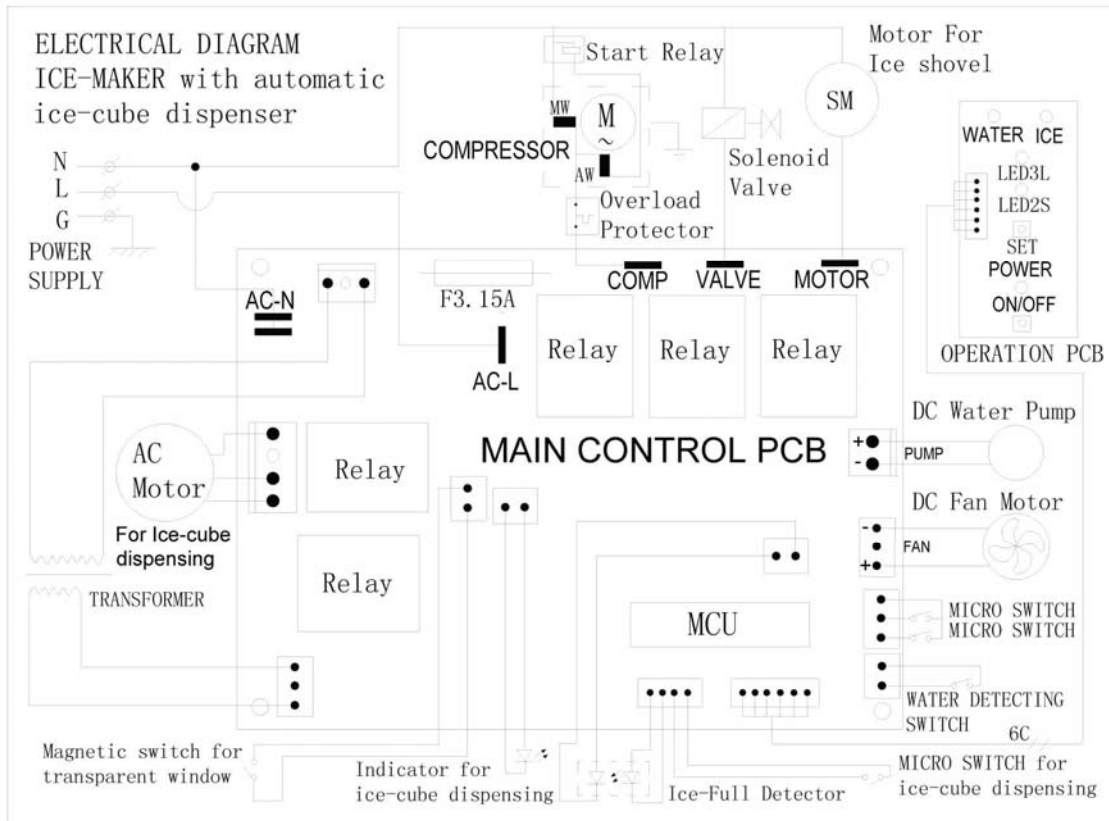 ELECTRICAL DIAGRAM
ICE-MAKER with automatic
ice-cube dispenser
Start Relay
Motor For
Ice shovel
SM
MW
M
~
COMPRESSOR
AW
Solenoid
Valve
Overload
Protector
WATER ICE
LED3L
LED2S
SET
POWER
ON/OFF
OPERATION PCB
N
L
G
POWER
SUPPLY
AC-N
F3.15A
AC-L
COMP
VALVE
MOTOR
Relay
Relay
Relay
MAIN CONTROL PCB
AC
Motor
For Ice-cube
dispensing
Relay
Relay
TRANSFORMER
DC Water Pump
+
-
PUMP
DC Fan Motor
-
+
FAN
MCU
MICRO SWITCH
MICRO SWITCH
WATER DETECTING
SWITCH
6C
Magnetic switch for
transparent window
Indicator for
ice-cube dispensing
Ice-Full Detector
MICRO SWITCH for
ice-cube dispensing